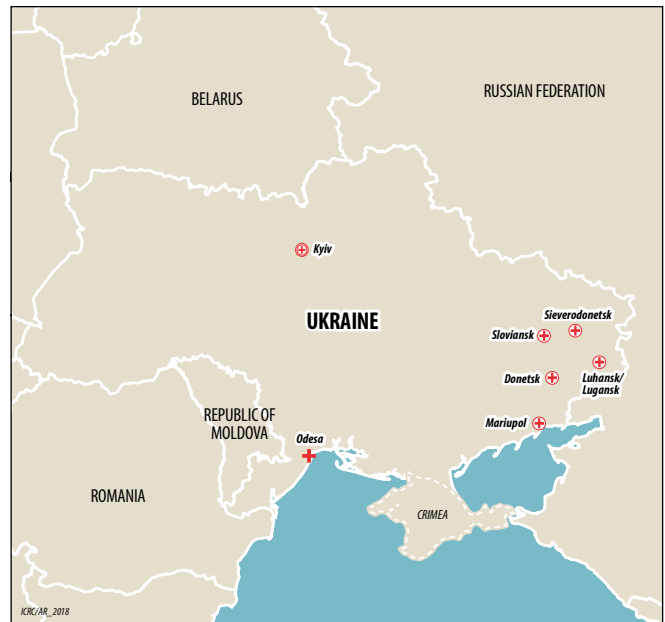 BELARUS
RUSSIAN FEDERATION
Kyiv
UKRAINE
Sieverodonetsk
Sloviansk
Donetsk
Luhansk/
Lugansk
REPUBLIC OF
MOLDOVA
Mariupol
Odesa
ROMANIA
CRIMEA
ICRC/AR_2018